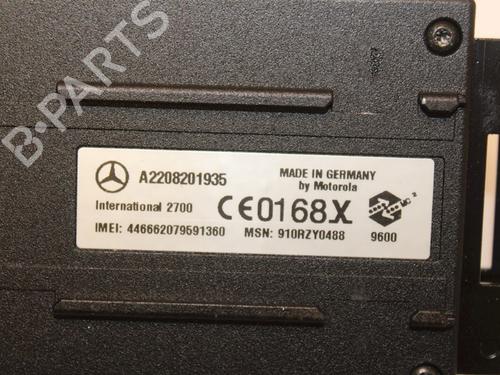 B-PARTS
A2208201935
MADE IN GERMANY
by Motorola
International 2700
CE0168X
IMEI: 446662079591360
MSN: 910RZY0488
9600